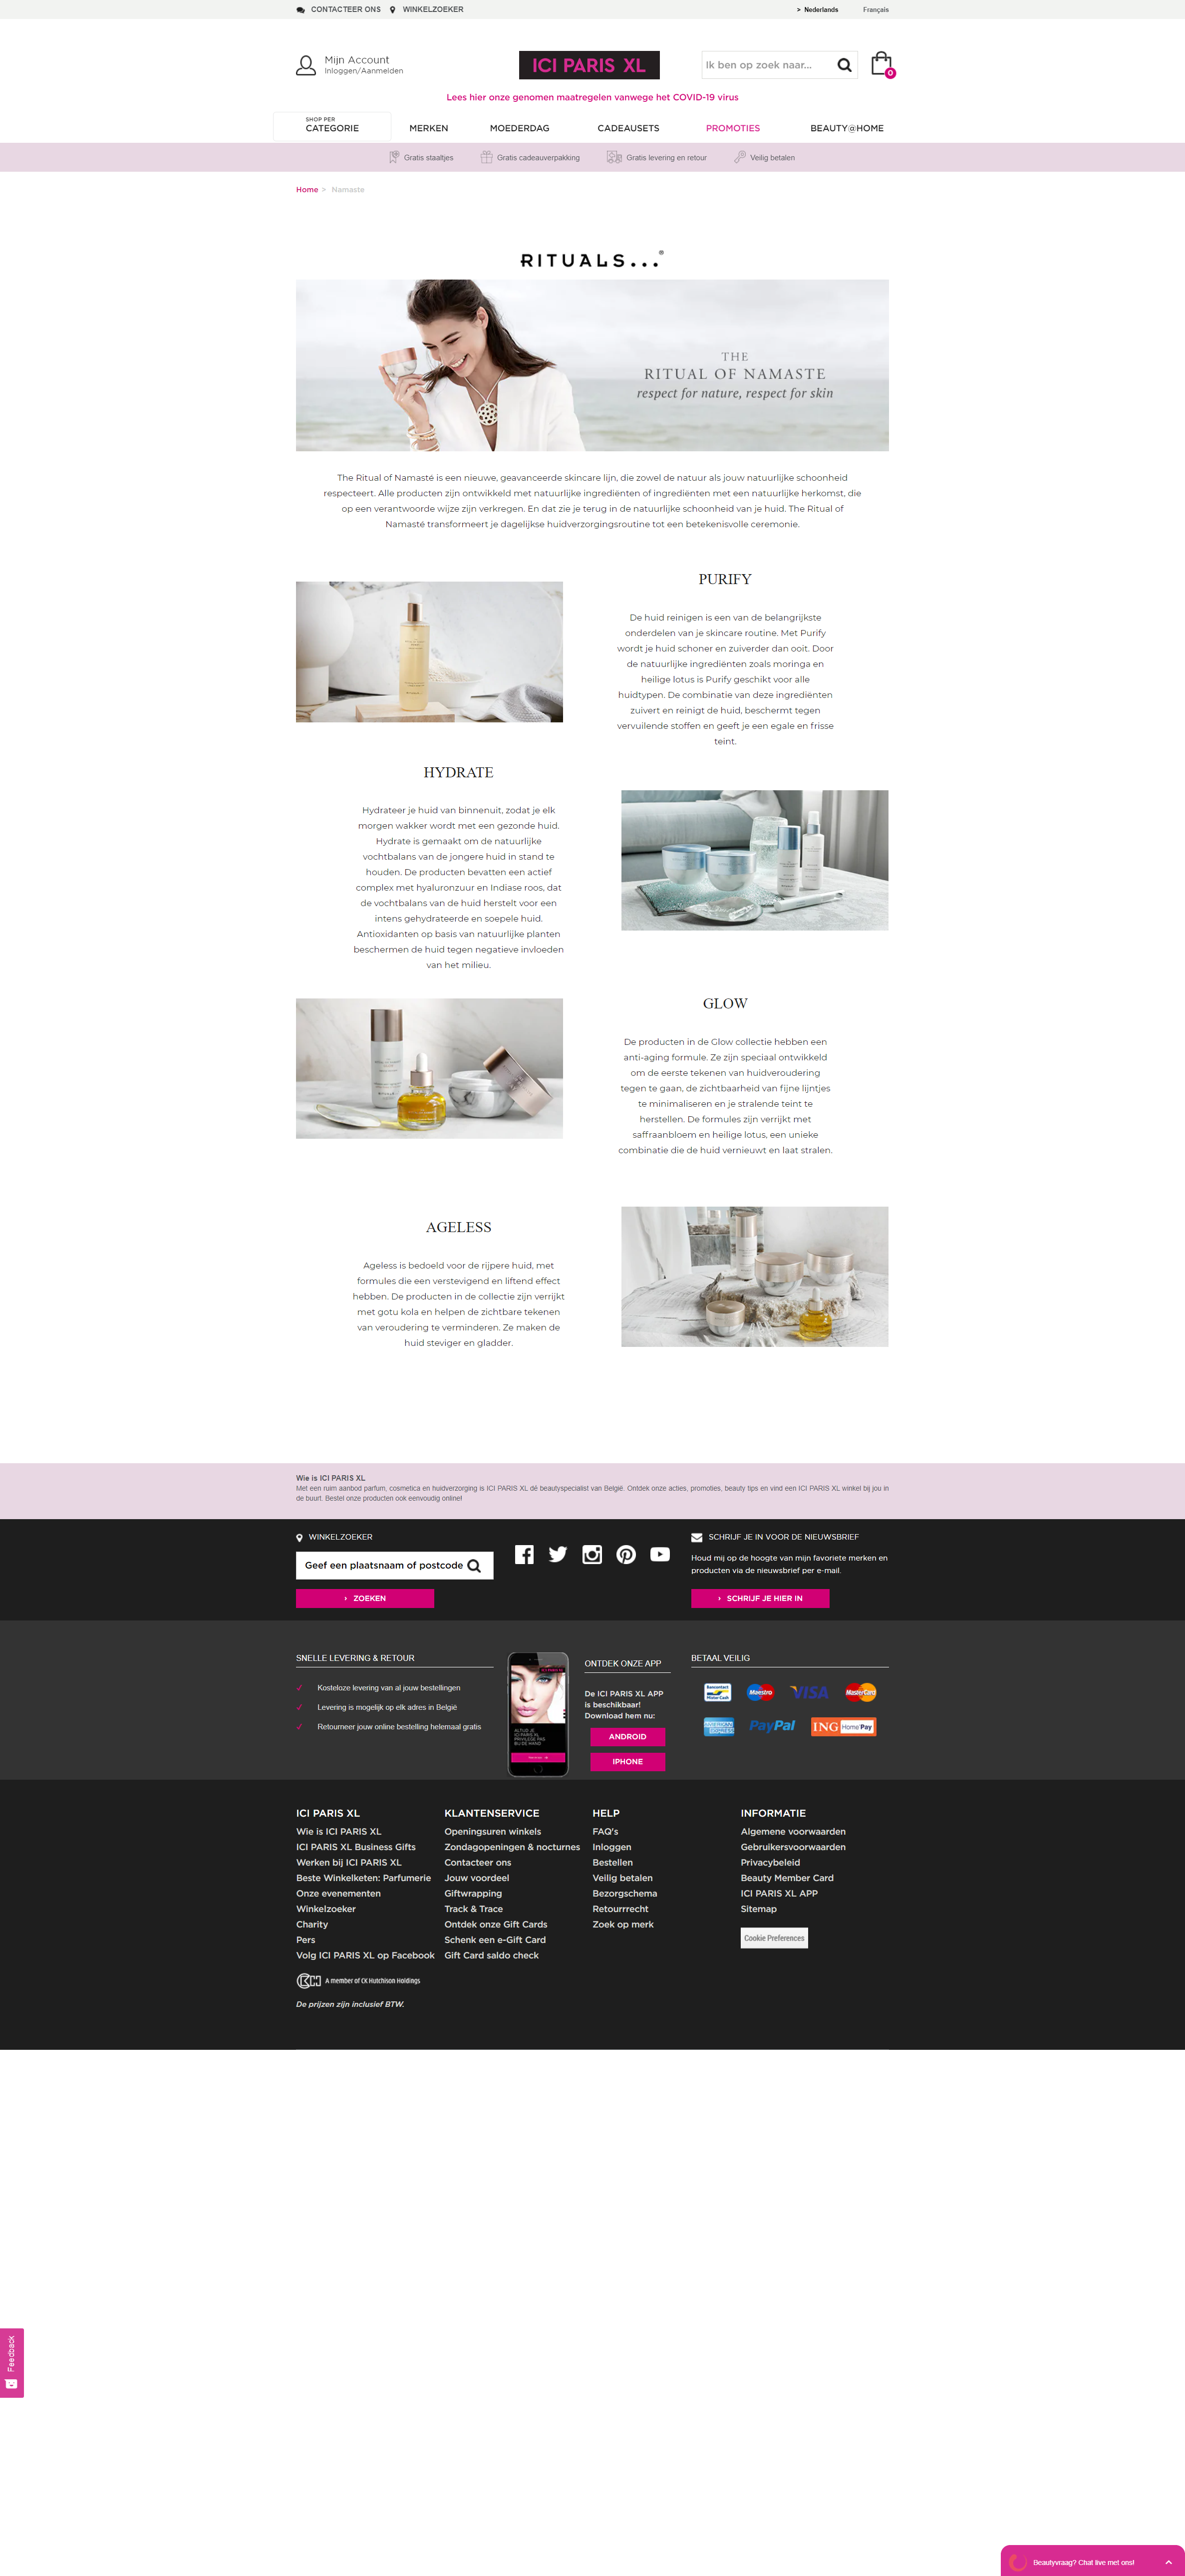 CONTACTEER ONS WINKELZOEKER > Nederlands Français
Mijn Account
Inloggen/Aanmelden
ICI PARIS XL
Ik ben op zoek naar...
0
Lees hier onze genomen maatregelen vanwege het COVID-19 virus
SHOP PER
CATEGORIE MERKEN MOEDERDAG CADEAUSETS PROMOTIES BEAUTY@HOME
Gratis staaltjes Gratis cadeauverpakking Gratis levering en retour Veilig betalen
Home > Namaste
RITUALS...®
THE
RITUAL OF NAMASTE
respect for nature, respect for skin
The Ritual of Namasté is een nieuwe, geavanceerde skincare lijn, die zowel de natuur als jouw natuurlijke schoonheid
respecteert. Alle producten zijn ontwikkeld met natuurlijke ingrediënten of ingrediënten met een natuurlijke herkomst, die
op een verantwoorde wijze zijn verkregen. En dat zie je terug in de natuurlijke schoonheid van je huid. The Ritual of
Namasté transformeert je dagelijkse huidverzorgingsroutine tot een betekenisvolle ceremonie.
PURIFY
De huid reinigen is een van de belangrijkste
onderdelen van je skincare routine. Met Purify
wordt je huid schoner en zuiverder dan ooit. Door
de natuurlijke ingrediënten zoals moringa en
heilige lotus is Purify geschikt voor alle
huidtypen. De combinatie van deze ingrediënten
zuivert en reinigt de huid, beschermt tegen
vervuilende stoffen en geeft je een egale en frisse
teint.
HYDRATE
Hydrateer je huid van binnenuit, zodat je elk
morgen wakker wordt met een gezonde huid.
Hydrate is gemaakt om de natuurlijke
vochtbalans van de jongere huid in stand te
houden. De producten bevatten een actief
complex met hyaluronzuur en Indiase roos, dat
de vochtbalans van de huid herstelt voor een
intens gehydrateerde en soepele huid.
Antioxidanten op basis van natuurlijke planten
beschermen de huid tegen negatieve invloeden
van het milieu.
GLOW
De producten in de Glow collectie hebben een
anti-aging formule. Ze zijn speciaal ontwikkeld
om de eerste tekenen van huidveroudering
tegen te gaan, de zichtbaarheid van fijne lijntjes
te minimaliseren en je stralende teint te
herstellen. De formules zijn verrijkt met
saffraanbloem en heilige lotus, een unieke
combinatie die de huid vernieuwt en laat stralen.
AGELESS
Ageless is bedoeld voor de rijpere huid, met
formules die een verstevigend en liftend effect
hebben. De producten in de collectie zijn verrijkt
met gotu kola en helpen de zichtbare tekenen
van veroudering te verminderen. Ze maken de
huid steviger en gladder.
Wie is ICI PARIS XL
Met een ruim aanbod parfum, cosmetica en huidverzorging is ICI PARIS XL dé beautyspecialist van België. Ontdek onze acties, promoties, beauty tips en vind een ICI PARIS XL winkel bij jou in
de buurt. Bestel onze producten ook eenvoudig online!
WINKELZOEKER
Geef een plaatsnaam of postcode
› ZOEKEN
SCHRIJF JE IN VOOR DE NIEUWSBRIEF
Houd mij op de hoogte van mijn favoriete merken en
producten via de nieuwsbrief per e-mail.
› SCHRIJF JE HIER IN
SNELLE LEVERING & RETOUR
Kosteloze levering van al jouw bestellingen
Levering is mogelijk op elk adres in België
Retourneer jouw online bestelling helemaal gratis
ICI PARIS XL
ALTIJD JE
ICI PARIS XL
PRIVILEGE PAS
BIJ DE HAND
ONTDEK ONZE APP
De ICI PARIS XL APP
is beschikbaar!
Download hem nu:
ANDROID
IPHONE
BETAAL VEILIG
Bancontact
Mister Cash
Maestro
VISA
MasterCard
AMERICAN
EXPRESS
PayPal
ING Home'Pay
ICI PARIS XL
Wie is ICI PARIS XL
ICI PARIS XL Business Gifts
Werken bij ICI PARIS XL
Beste Winkelketen: Parfumerie
Onze evenementen
Winkelzoeker
Charity
Pers
Volg ICI PARIS XL op Facebook
A member of CK Hutchison Holdings
De prijzen zijn inclusief BTW.
KLANTENSERVICE
Openingsuren winkels
Zondagopeningen & nocturnes
Contacteer ons
Jouw voordeel
Giftwrapping
Track & Trace
Ontdek onze Gift Cards
Schenk een e-Gift Card
Gift Card saldo check
HELP
FAQ's
Inloggen
Bestellen
Veilig betalen
Bezorgschema
Retourrrecht
Zoek op merk
INFORMATIE
Algemene voorwaarden
Gebruikersvoorwaarden
Privacybeleid
Beauty Member Card
ICI PARIS XL APP
Sitemap
Cookie Preferences
Feedback
Beautyvraag? Chat live met ons!